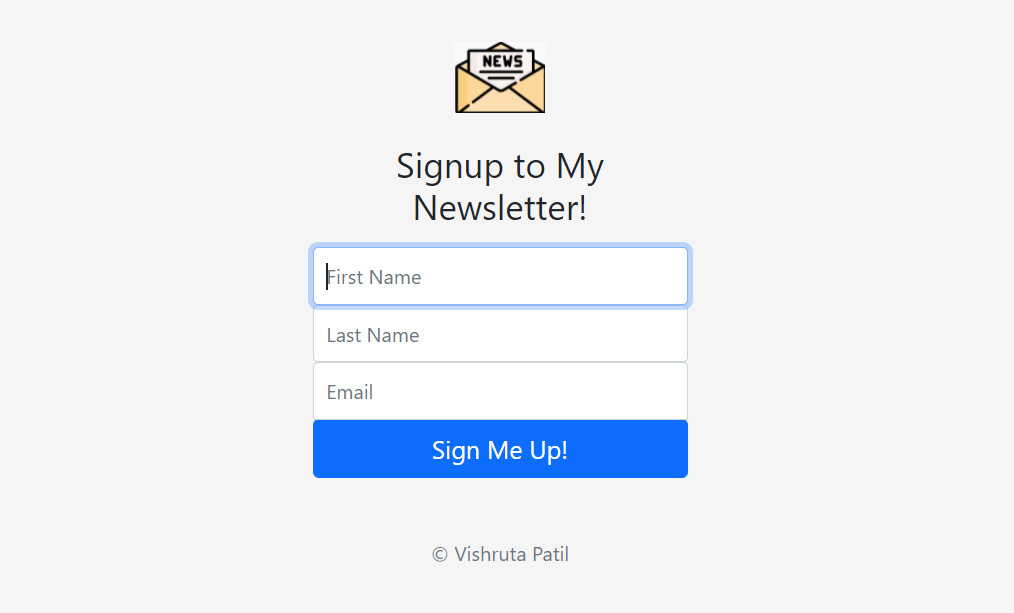 NEWS
Signup to My
Newsletter!
First Name
Last Name
Email
Sign Me Up!
© Vishruta Patil